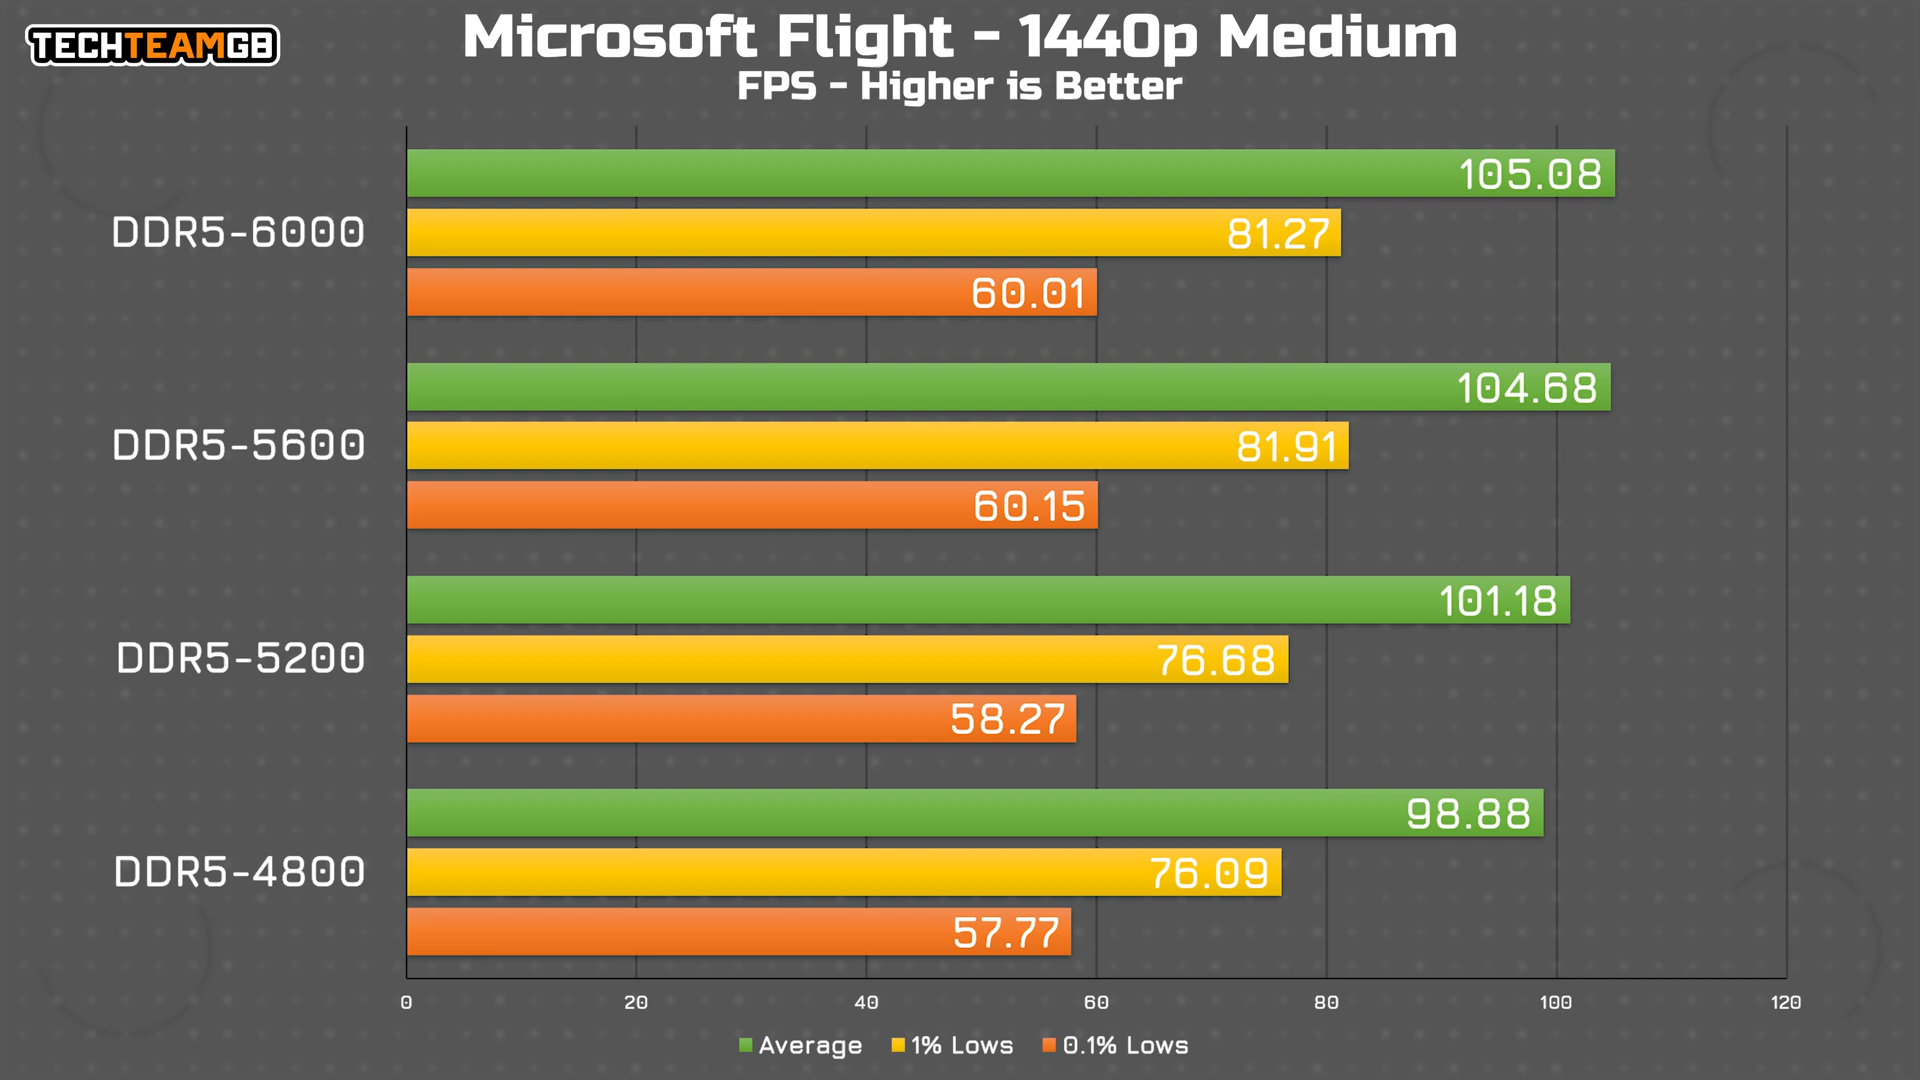 TECHTEAMGB
Microsoft Flight - 1440p Medium
FPS - Higher is Better
DDR5-6000
105.08
81.27
60.01
DDR5-5600
104.68
81.91
60.15
DDR5-5200
101.18
76.68
58.27
DDR5-4800
98.88
76.09
57.77
0 20 40 60 80 100 120
Average 1% Lows 0.1% Lows